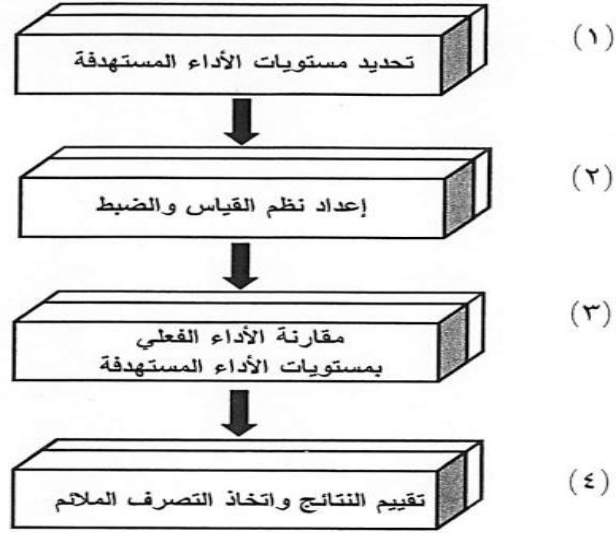 (١)
تحديد مستويات الأداء المستهدفة
(٢)
إعداد نظم القياس والضبط
(٣)
مقارنة الأداء الفعلي
بمستويات الأداء المستهدفة
(٤)
تقييم النتائج واتخاذ التصرف الملائم